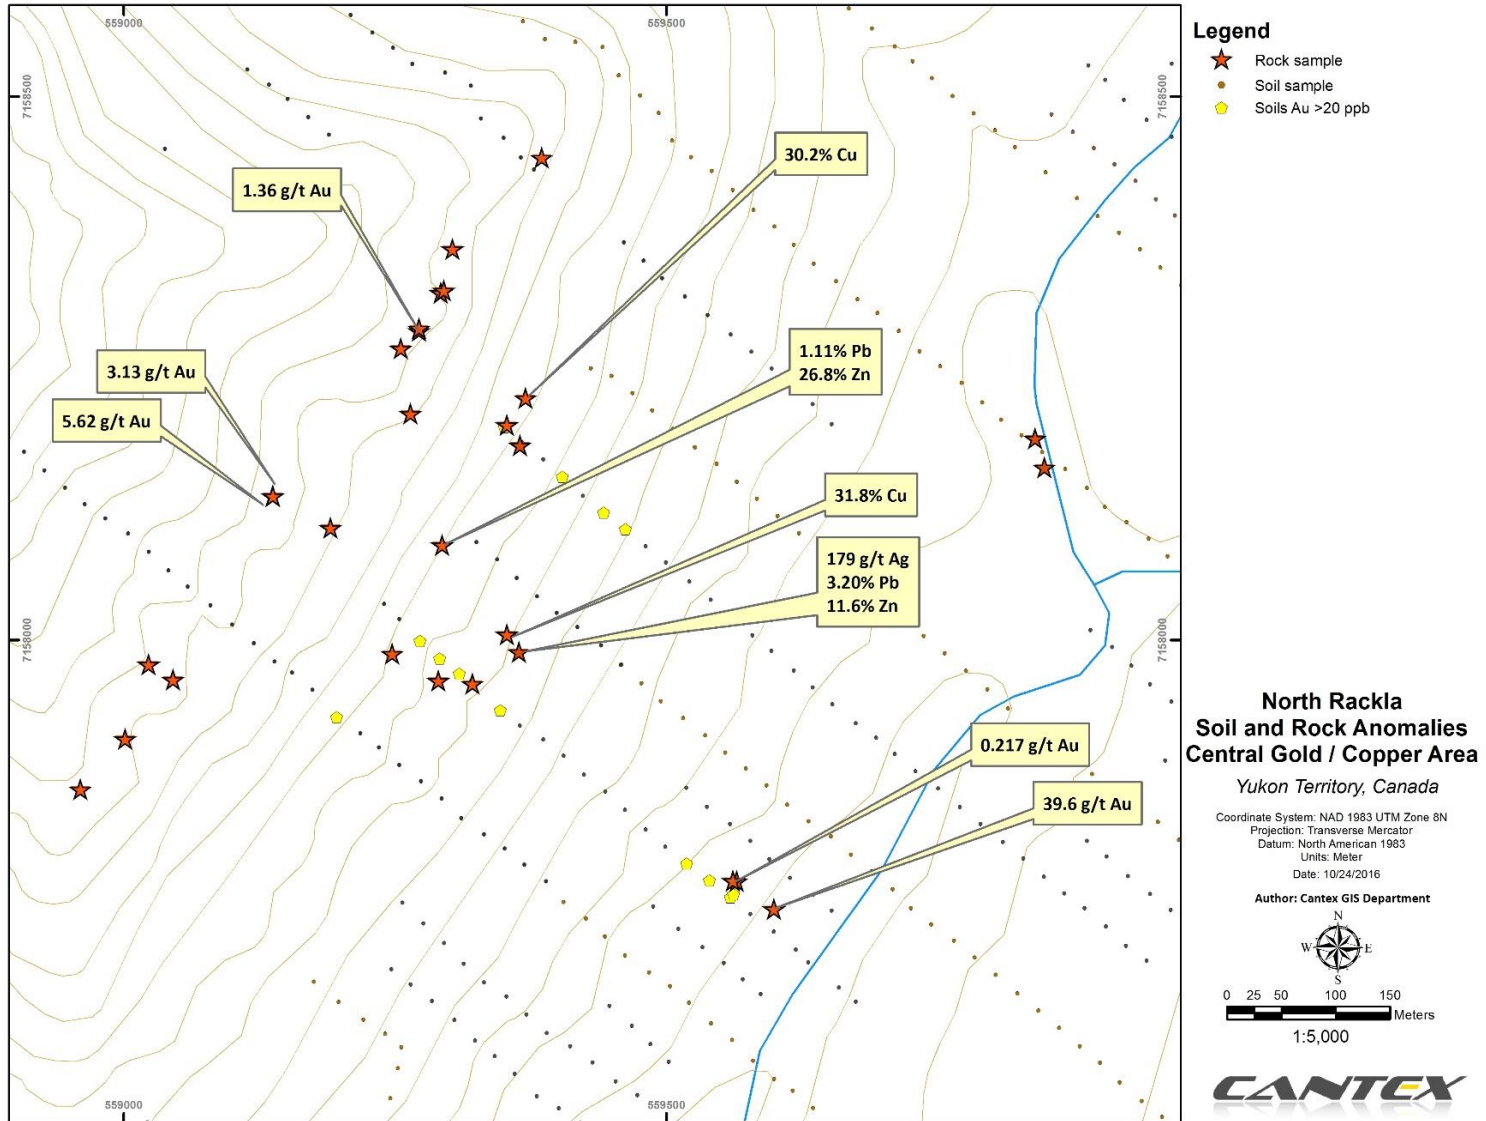 559000
559500
7158500
7158500
Legend
Rock sample
Soil sample
Soils Au >20 ppb
30.2% Cu
1.36 g/t Au
1.11% Pb
26.8% Zn
3.13 g/t Au
5.62 g/t Au
31.8% Cu
179 g/t Ag
3.20% Pb
11.6% Zn
7158000
7158000
0.217 g/t Au
39.6 g/t Au
North Rackla
Soil and Rock Anomalies
Central Gold / Copper Area
Yukon Territory, Canada
Coordinate System: NAD 1983 UTM Zone 8N
Projection: Transverse Mercator
Datum: North American 1983
Units: Meter
Date: 10/24/2016
Author: Cantex GIS Department
N
W E
S
0 25 50 100 150
Meters
1:5,000
CANTEX
559000
559500